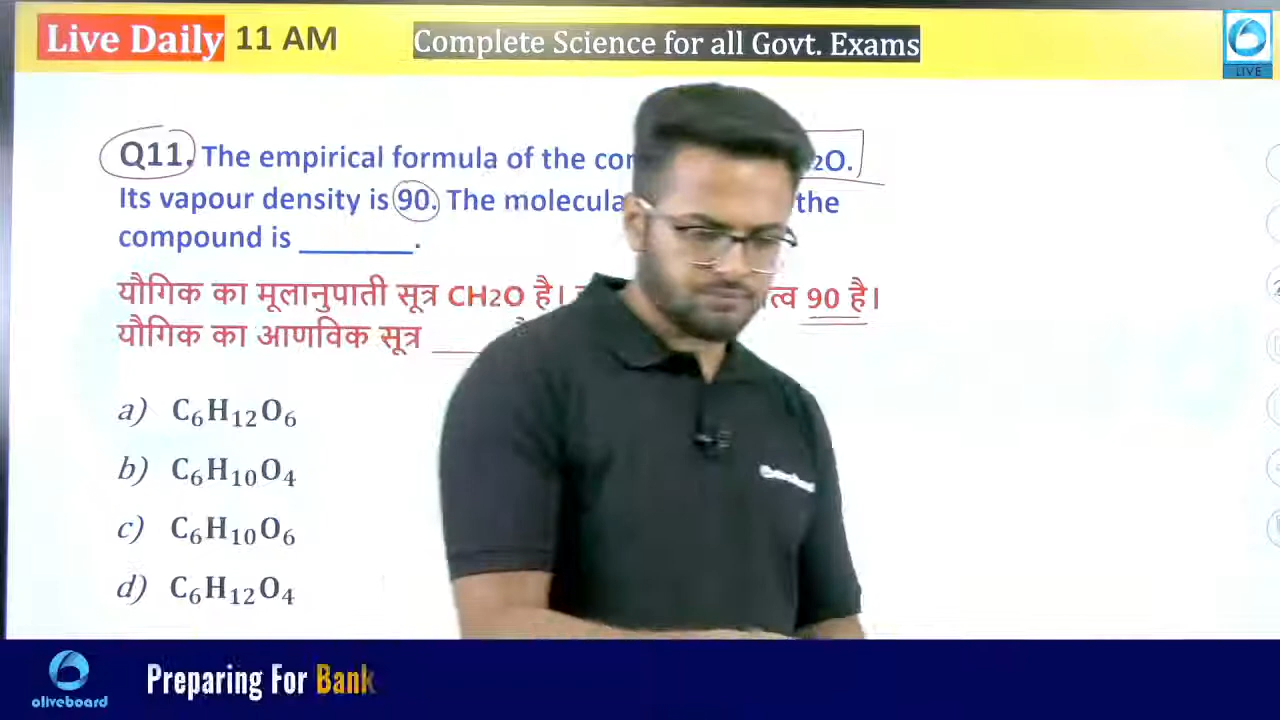 Live Daily 11 AM
Complete Science for all Govt. Exams
LIVE
Q11. The empirical formula of the ₂O.
Its vapour density is 90. The the
compound is ________.
यौगिक का मूलानुपाती सूत्र CH2O है। 90 है।
यौगिक का आणविक सूत्र
a) C₆H₁₂O₆
b) C₆H₁₀O₄
c) C₆H₁₀O₆
d) C₆H₁₂O₄
oliveboard
Preparing For Bank